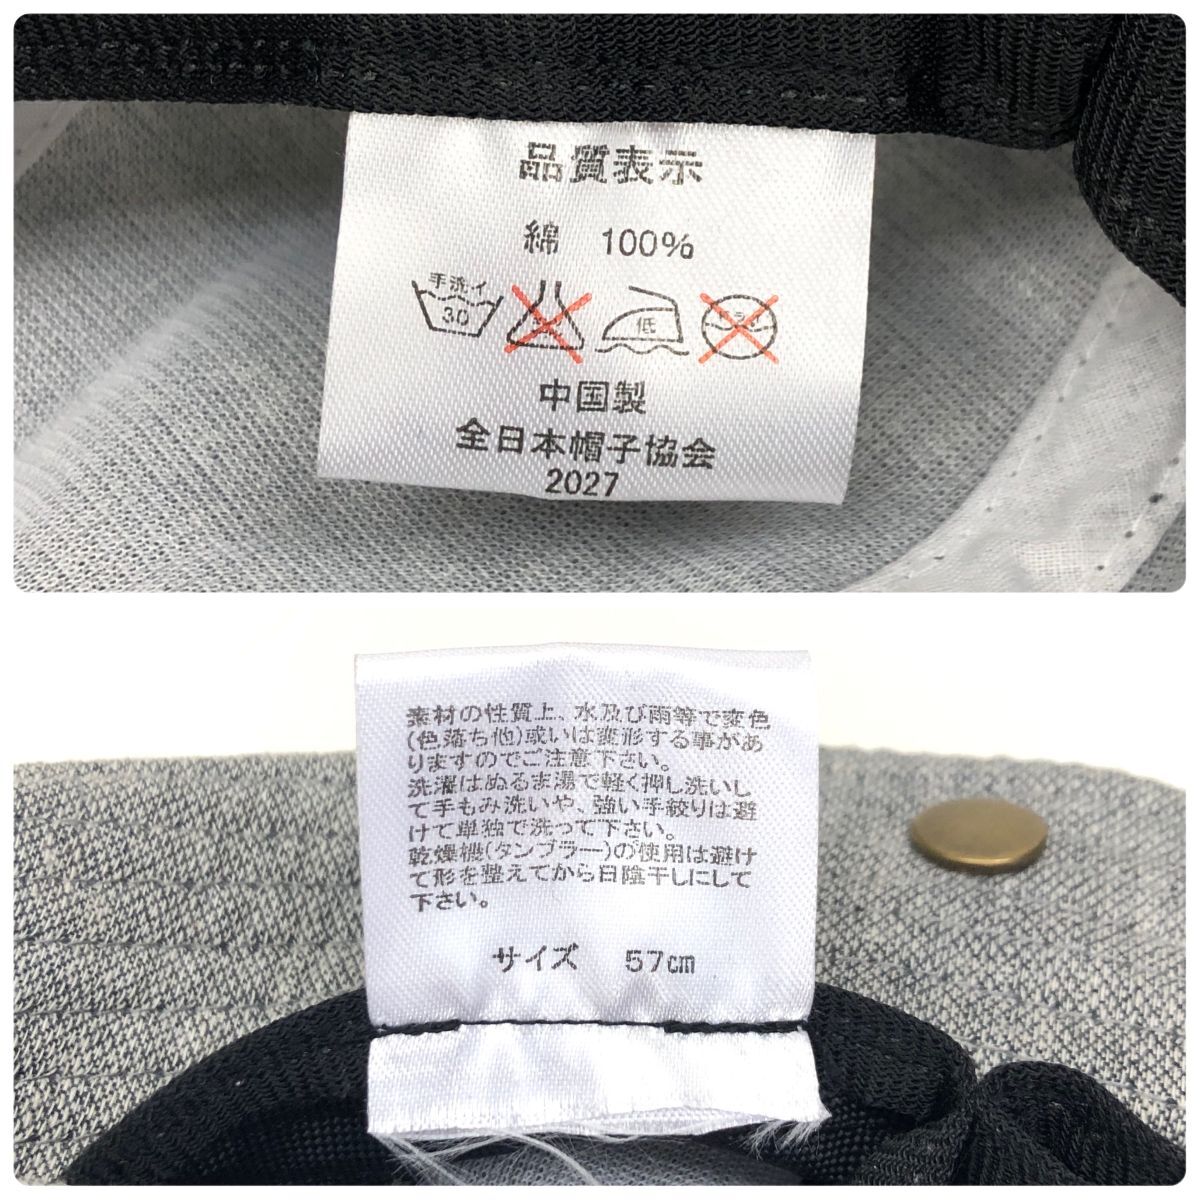 品質表示
綿 100%
手洗イ
30
低
中国製
全日本帽子協会
2027
素材の性質上、水及び雨等で変色
(色落ち他)或いは変形する事があ
りますのでご注意下さい。
洗濯はぬるま湯で軽く押し洗いし
て手もみ洗いや、強い手絞りは避
けて単独で洗って下さい。
乾燥機(タンブラー)の使用は避け
て形を整えてから日陰干しにして
下さい。
サイズ 57cm